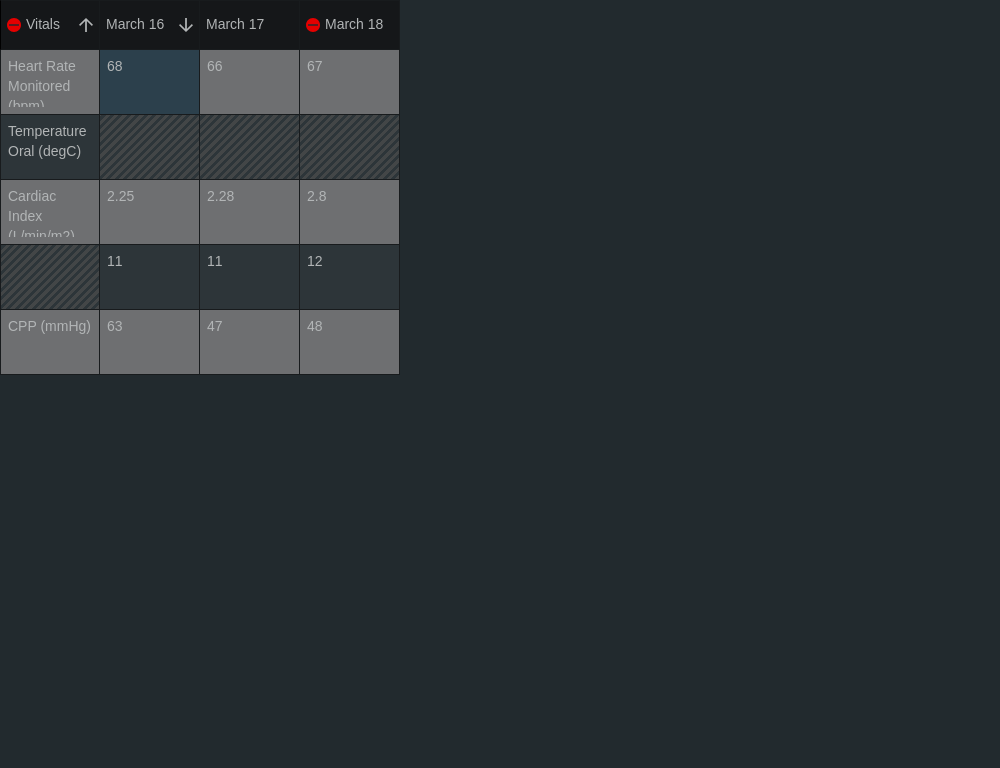 Vitals March 16 March 17 March 18
Heart Rate 68 66 67
Monitored
(bpm)
Temperature
Oral (degC)
Cardiac 2.25 2.28 2.8
Index
(L/min/m2)
11 11 12
CPP (mmHg) 63 47 48